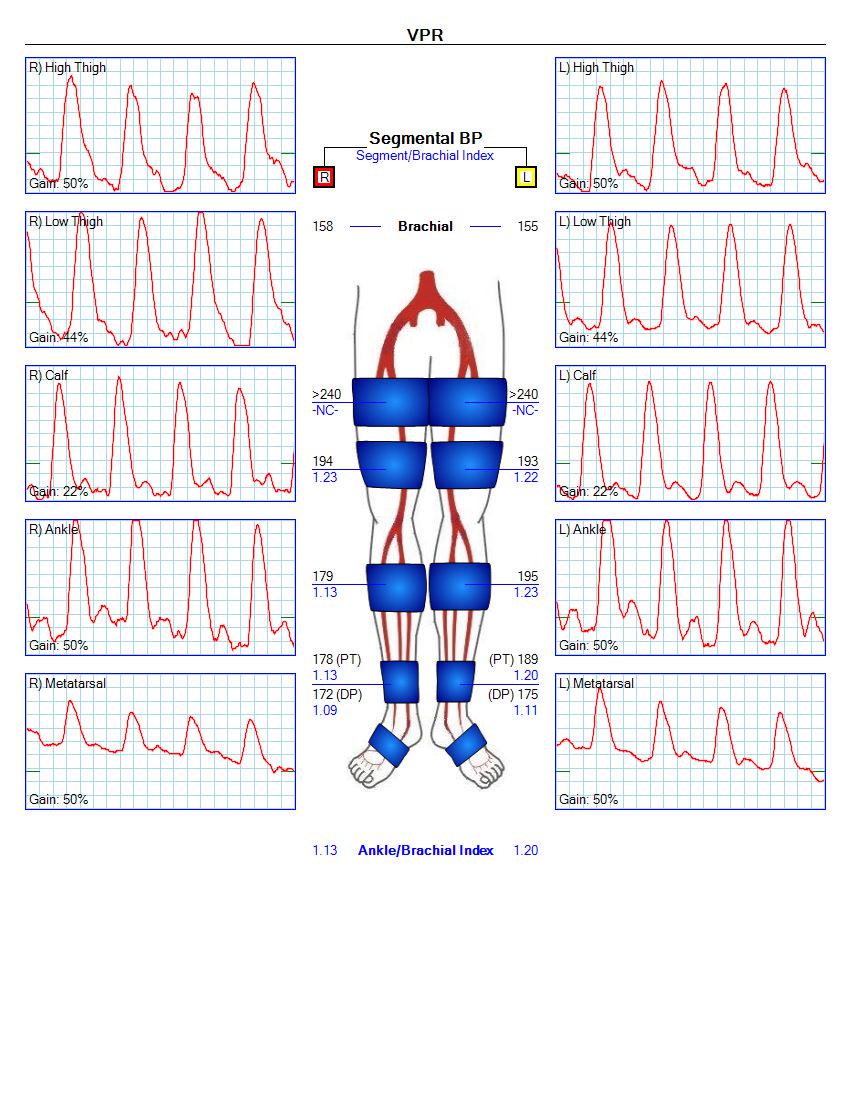 VPR
R) High Thigh
Gain: 50%
R) Low Thigh
Gain: 44%
R) Calf
Gain: 22%
R) Ankle
Gain: 50%
R) Metatarsal
Gain: 50%
Segmental BP
Segment/Brachial Index
R L
158 Brachial 155
>240 >240
-NC- -NC-
194 193
1.23 1.22
179 195
1.13 1.23
178 (PT) (PT) 189
1.13 1.20
172 (DP) (DP) 175
1.09 1.11
1.13 Ankle/Brachial Index 1.20
L) High Thigh
Gain: 50%
L) Low Thigh
Gain: 44%
L) Calf
Gain: 22%
L) Ankle
Gain: 50%
L) Metatarsal
Gain: 50%